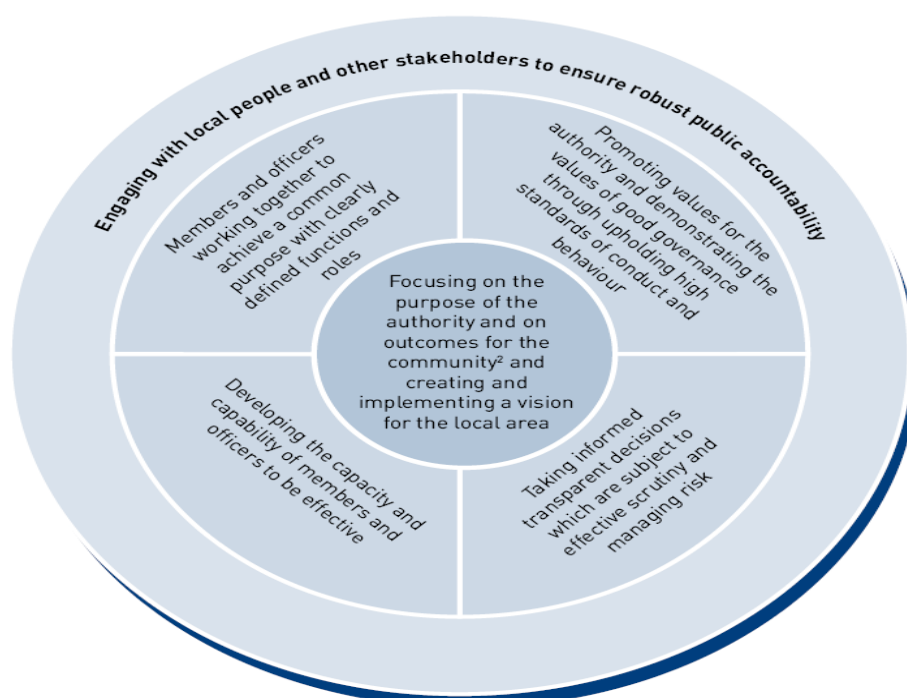 Engaging with local people and other stakeholders to ensure robust public accountability
Members and officers
working together to
achieve a common
purpose with clearly
defined functions and
roles
Promoting values for the
authority and demonstrating the
values of good governance
through upholding high
standards of conduct and
behaviour
Focusing on the
purpose of the
authority and on
outcomes for the
community² and
creating and
implementing a vision
for the local area
Developing the capacity and
capability of members and
officers to be effective
Taking informed
transparent decisions
which are subject to
effective scrutiny and
managing risk